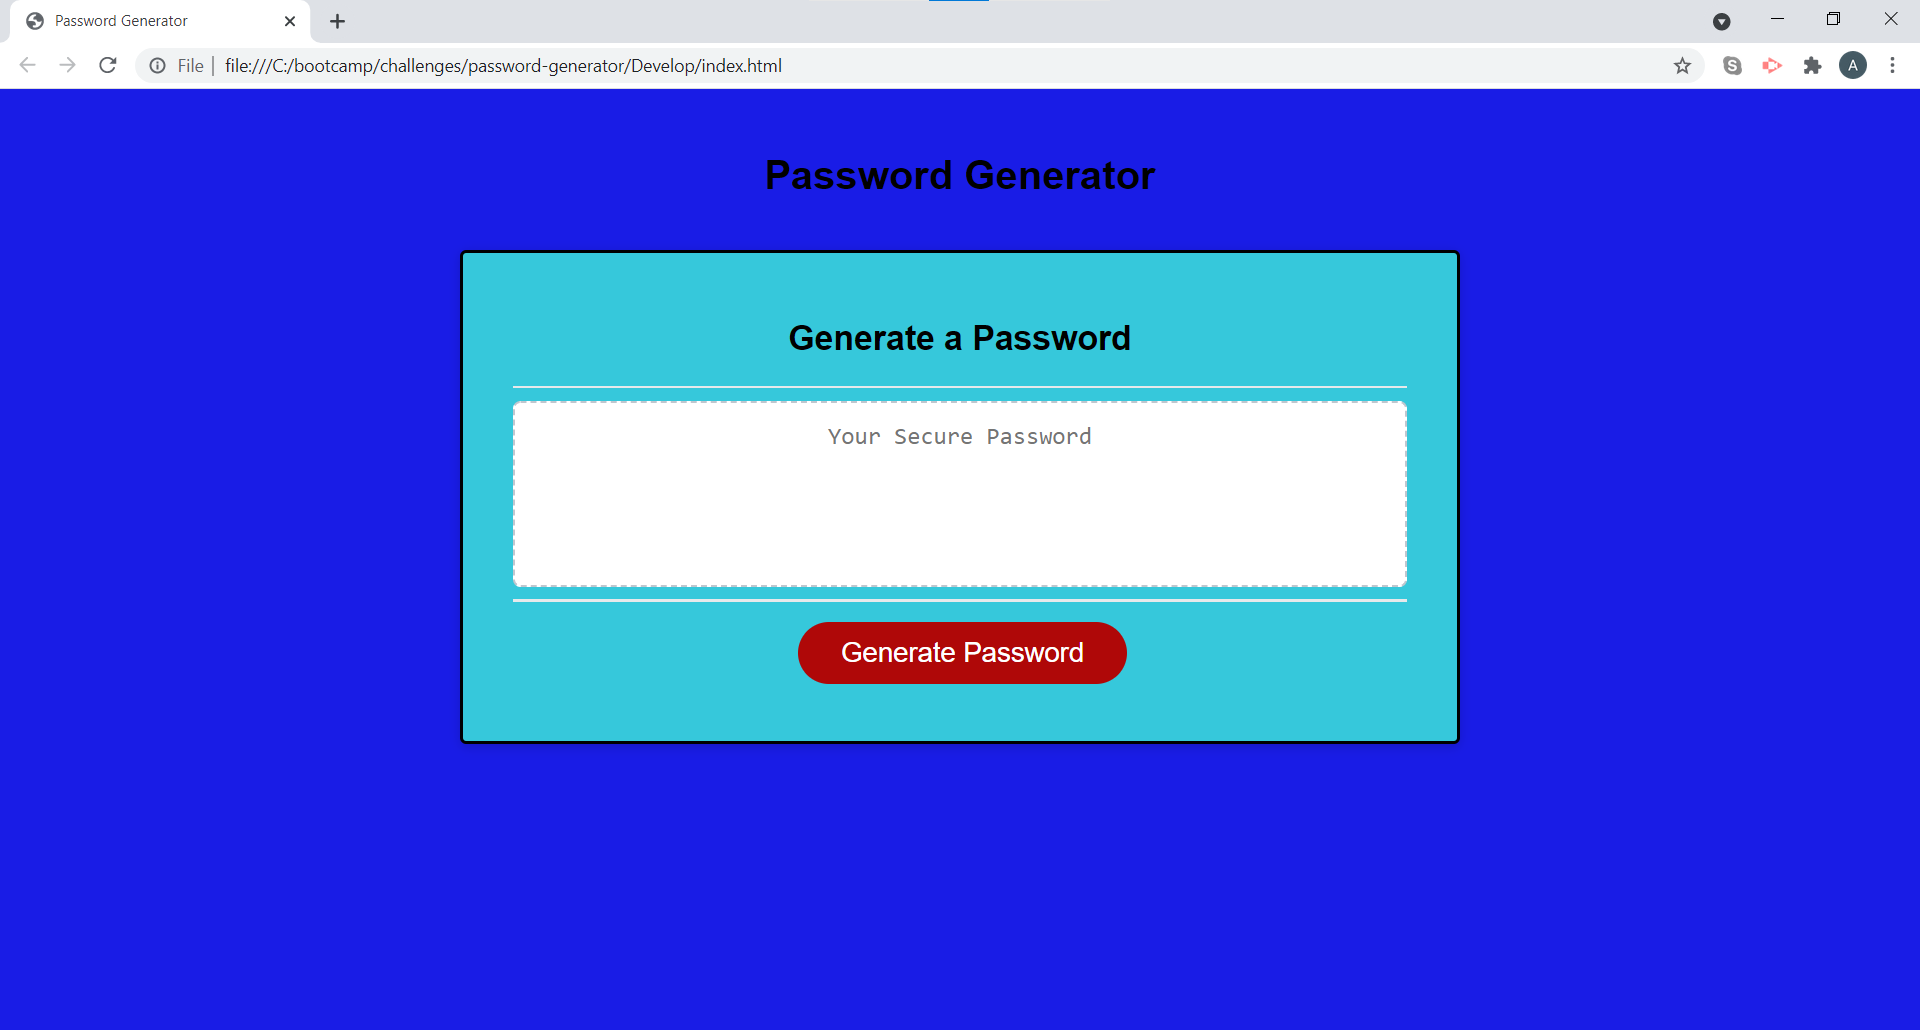 Password Generator
File | file:///C:/bootcamp/challenges/password-generator/Develop/index.html
A
Password Generator
Generate a Password
Your Secure Password
Generate Password